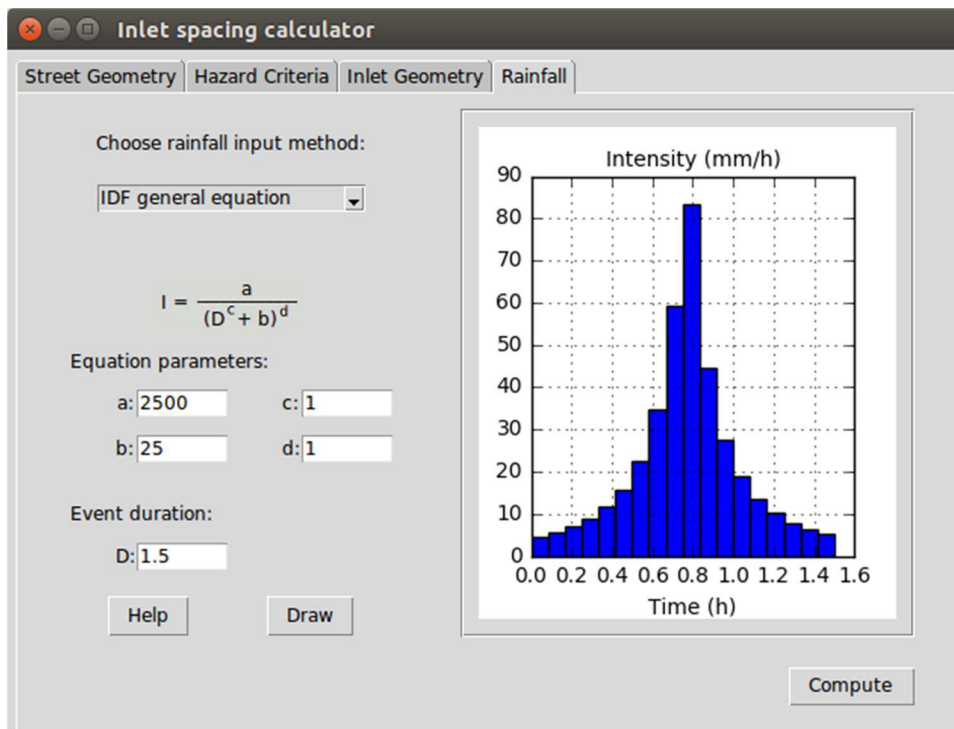 Inlet spacing calculator
Street Geometry Hazard Criteria Inlet Geometry Rainfall
Choose rainfall input method:
IDF general equation
I = a / (D^c + b)^d
Equation parameters:
a: 2500 c: 1
b: 25 d: 1
Event duration:
D: 1.5
Help Draw
Intensity (mm/h)
90
80
70
60
50
40
30
20
10
0
0.0 0.2 0.4 0.6 0.8 1.0 1.2 1.4 1.6
Time (h)
Compute